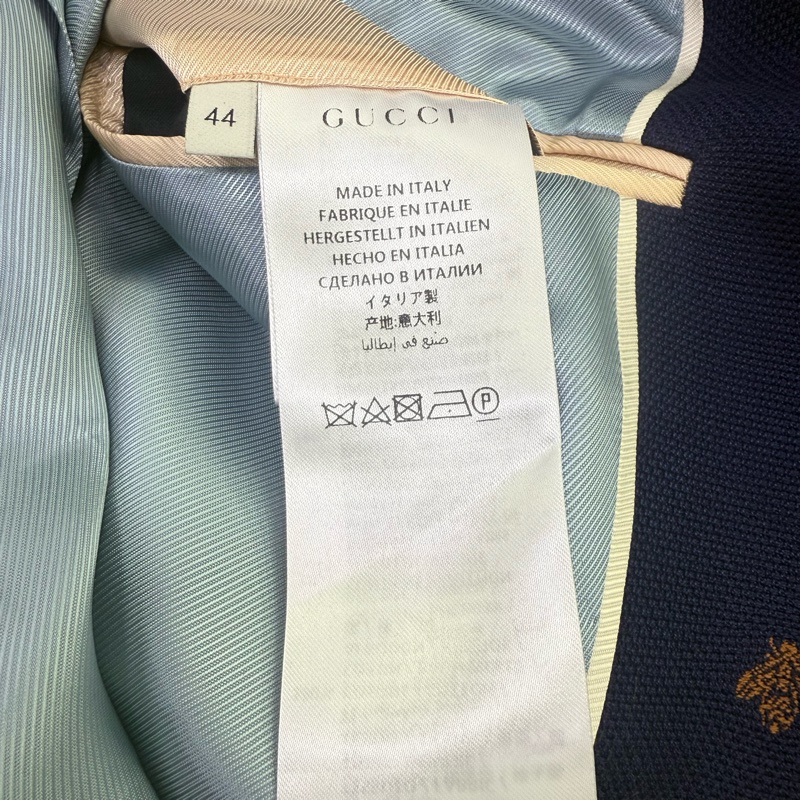 44
GUCCI
MADE IN ITALY
FABRIQUE EN ITALIE
HERGESTELLT IN ITALIEN
HECHO EN ITALIA
СДЕЛАНО В ИТАЛИИ
イタリア製
产地:意大利
صنع في إيطاليا
P